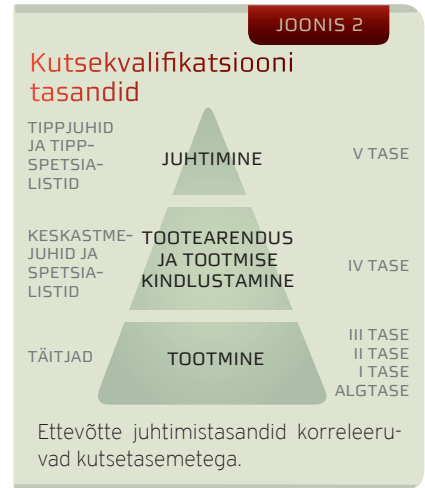 JOONIS 2
Kutsekvalifikatsiooni
tasandid
TIPPJUHID
JA TIPP-
SPETSIA-
LISTID
JUHTIMINE
V TASE
KESKASTME-
JUHID JA
SPETSIA-
LISTID
TOOTEARENDUS
JA TOOTMISE
KINDLUSTAMINE
IV TASE
TÄITJAD
TOOTMINE
III TASE
II TASE
I TASE
ALGTASE
Ettevõtte juhtimistasandid korreleeru-
vad kutsetasemetega.